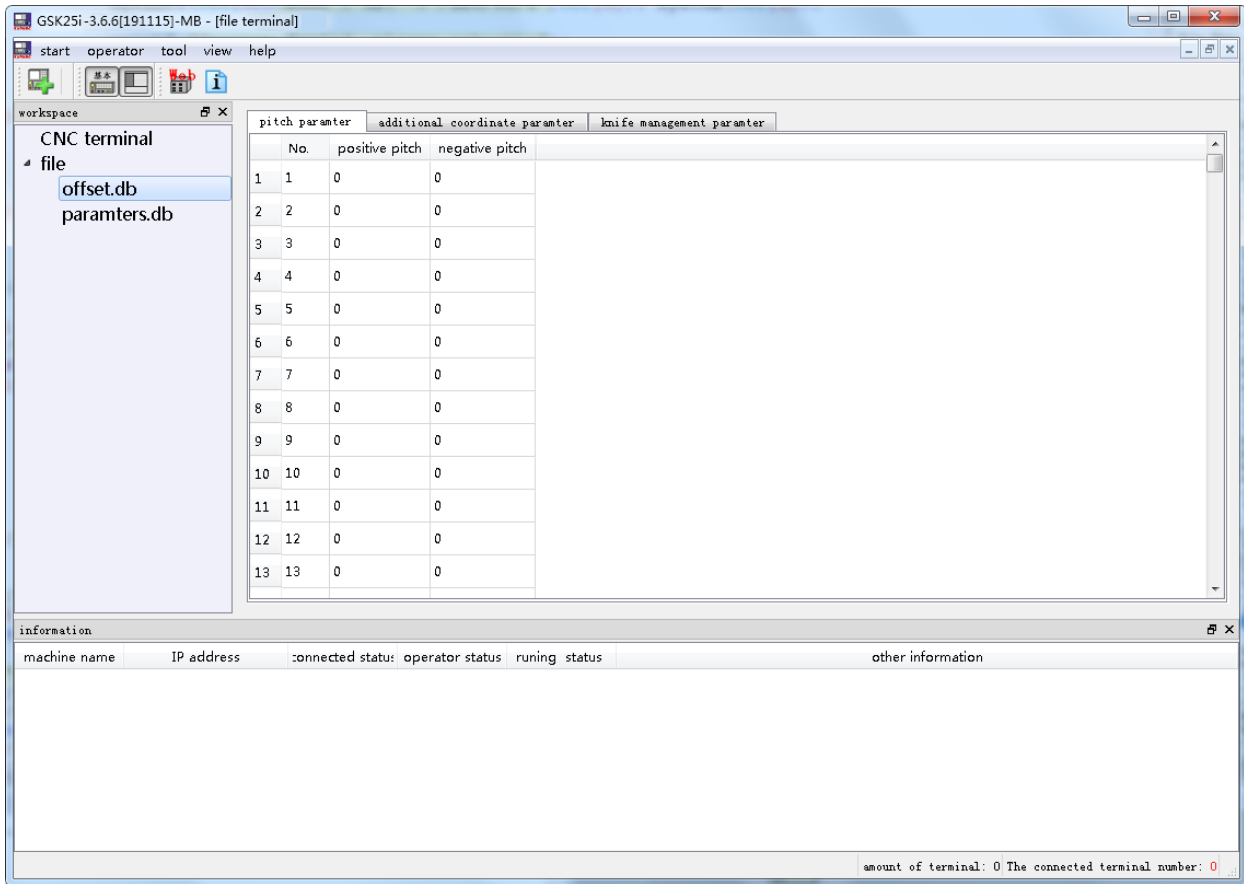 GSK25i-3.6.6[191115]-MB - [file terminal]
start operator tool view help
基本 Web i
workspace
CNC terminal
file
offset.db
paramters.db
pitch paramter additional coordinate paramter knife management paramter
No. positive pitch negative pitch
1 1 0 0
2 2 0 0
3 3 0 0
4 4 0 0
5 5 0 0
6 6 0 0
7 7 0 0
8 8 0 0
9 9 0 0
10 10 0 0
11 11 0 0
12 12 0 0
13 13 0 0
information
machine name IP address connected status operator status runing status other information
amount of terminal: 0 The connected terminal number: 0